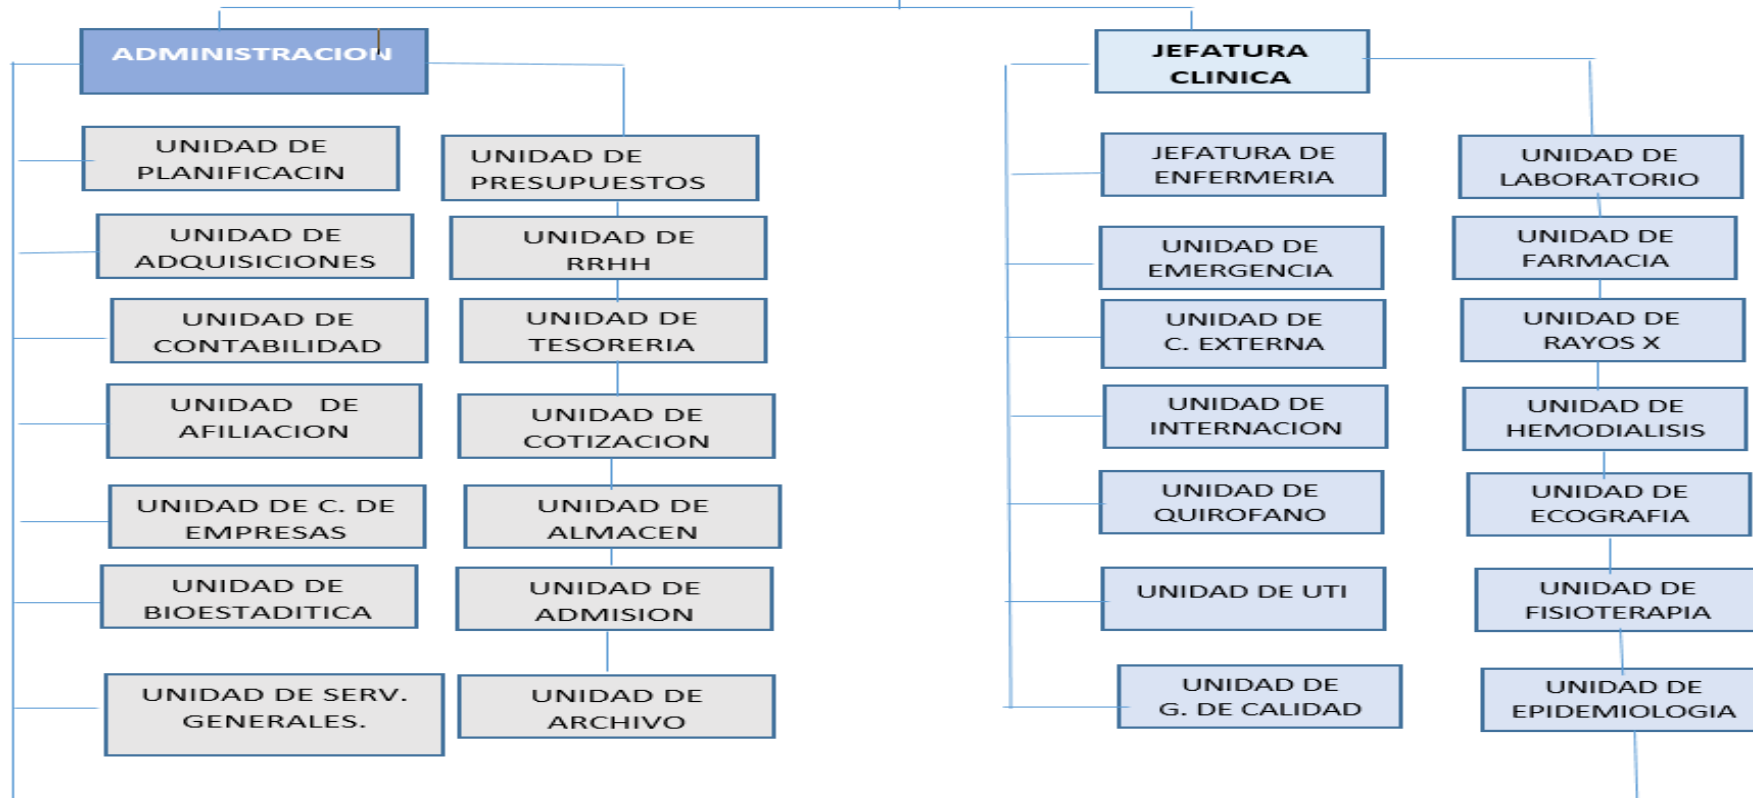 ADMINISTRACION
UNIDAD DE
PLANIFICACIN
UNIDAD DE
ADQUISICIONES
UNIDAD DE
CONTABILIDAD
UNIDAD DE
AFILIACION
UNIDAD DE C. DE
EMPRESAS
UNIDAD DE
BIOESTADITICA
UNIDAD DE SERV.
GENERALES.
UNIDAD DE
PRESUPUESTOS
UNIDAD DE
RRHH
UNIDAD DE
TESORERIA
UNIDAD DE
COTIZACION
UNIDAD DE
ALMACEN
UNIDAD DE
ADMISION
UNIDAD DE
ARCHIVO
JEFATURA
CLINICA
JEFATURA DE
ENFERMERIA
UNIDAD DE
EMERGENCIA
UNIDAD DE
C. EXTERNA
UNIDAD DE
INTERNACION
UNIDAD DE
QUIROFANO
UNIDAD DE UTI
UNIDAD DE
G. DE CALIDAD
UNIDAD DE
LABORATORIO
UNIDAD DE
FARMACIA
UNIDAD DE
RAYOS X
UNIDAD DE
HEMODIALISIS
UNIDAD DE
ECOGRAFIA
UNIDAD DE
FISIOTERAPIA
UNIDAD DE
EPIDEMIOLOGIA